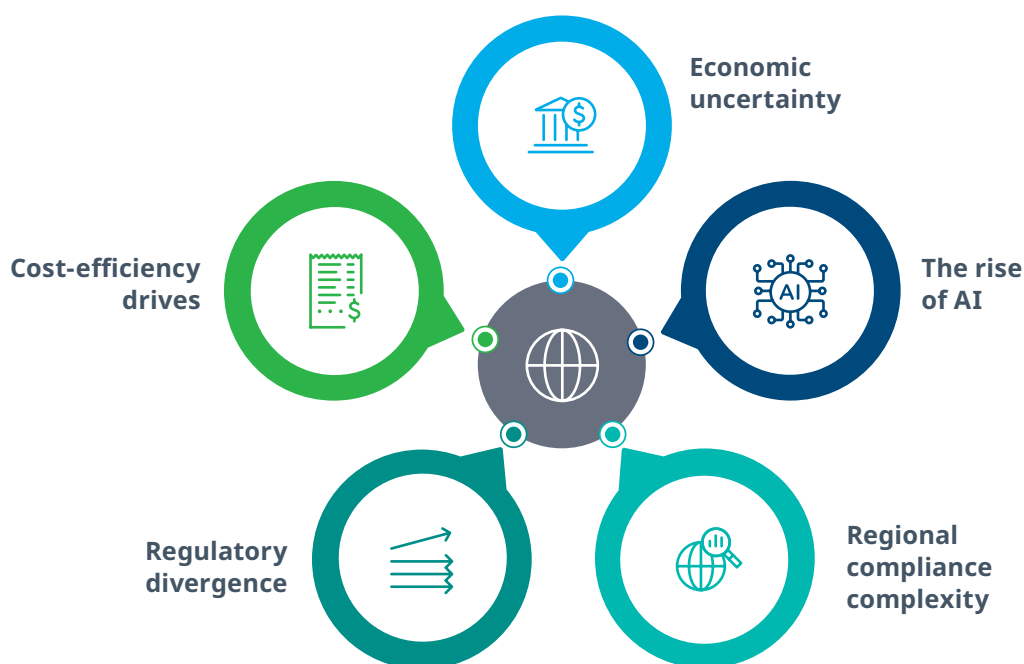 Economic
uncertainty
$
The rise
of AI
AI
Regional
compliance
complexity
Regulatory
divergence
Cost-efficiency
drives
$